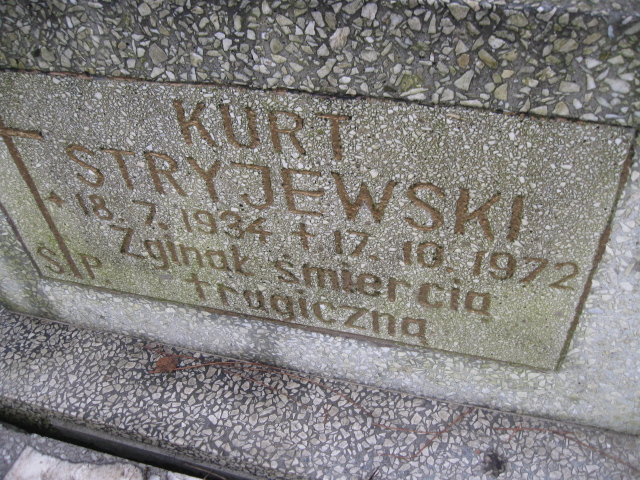 KURT
STRYJEWSKI
* 18. 7. 1934 † 17. 10. 1972
Zginął śmiercią
tragiczną
Ś P